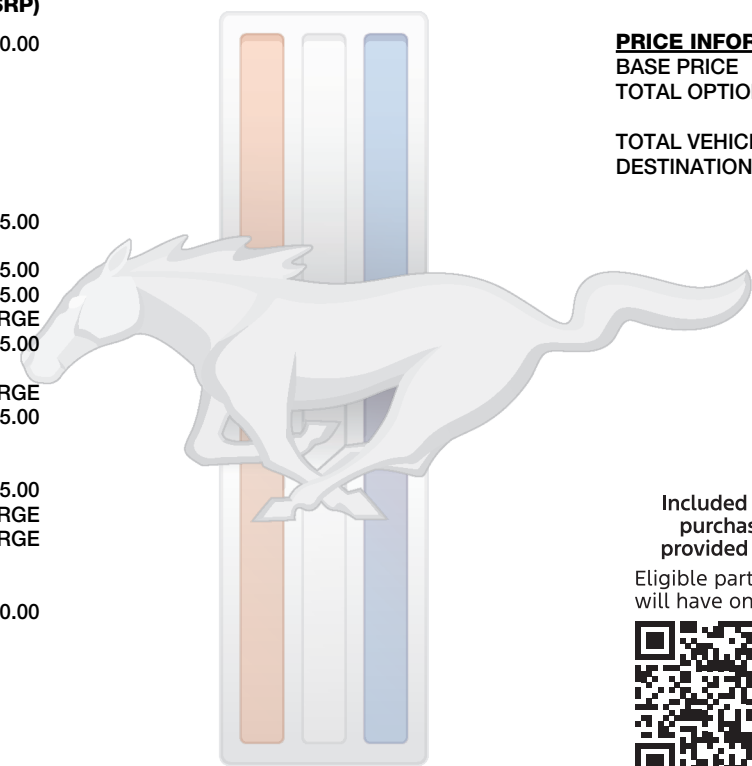 SRP)
0.00
5.00
5.00
5.00
RGE
5.00
RGE
5.00
5.00
RGE
RGE
0.00
PRICE INFOR
BASE PRICE
TOTAL OPTIO
TOTAL VEHIC
DESTINATION
Included
purchas
provided
Eligible part
will have on